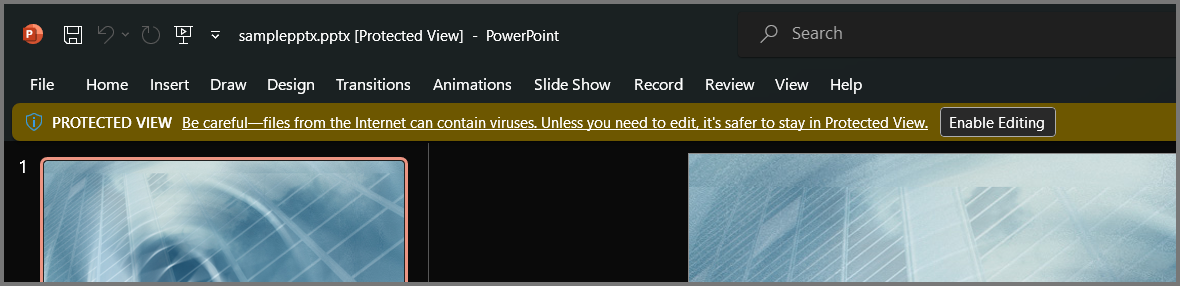 samplepptx.pptx [Protected View] - PowerPoint
Search
File Home Insert Draw Design Transitions Animations Slide Show Record Review View Help
PROTECTED VIEW Be careful—files from the Internet can contain viruses. Unless you need to edit, it's safer to stay in Protected View. Enable Editing
1